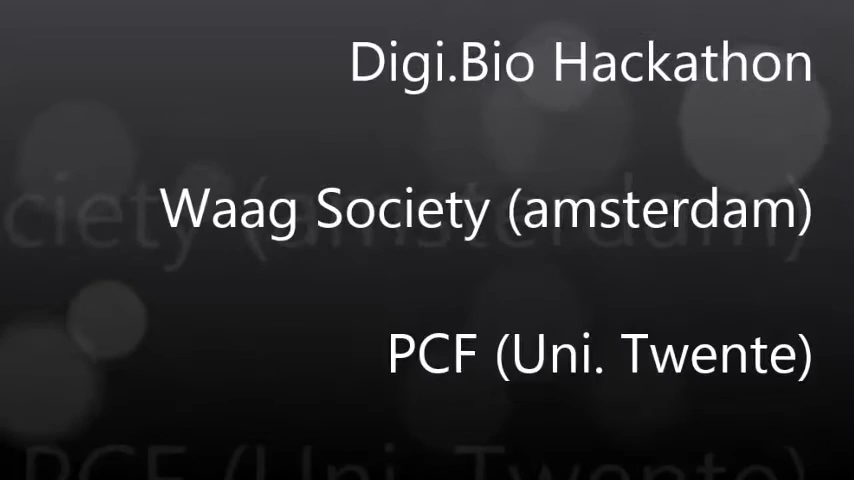 Digi.Bio Hackathon
Waag Society (amsterdam)
PCF (Uni. Twente)